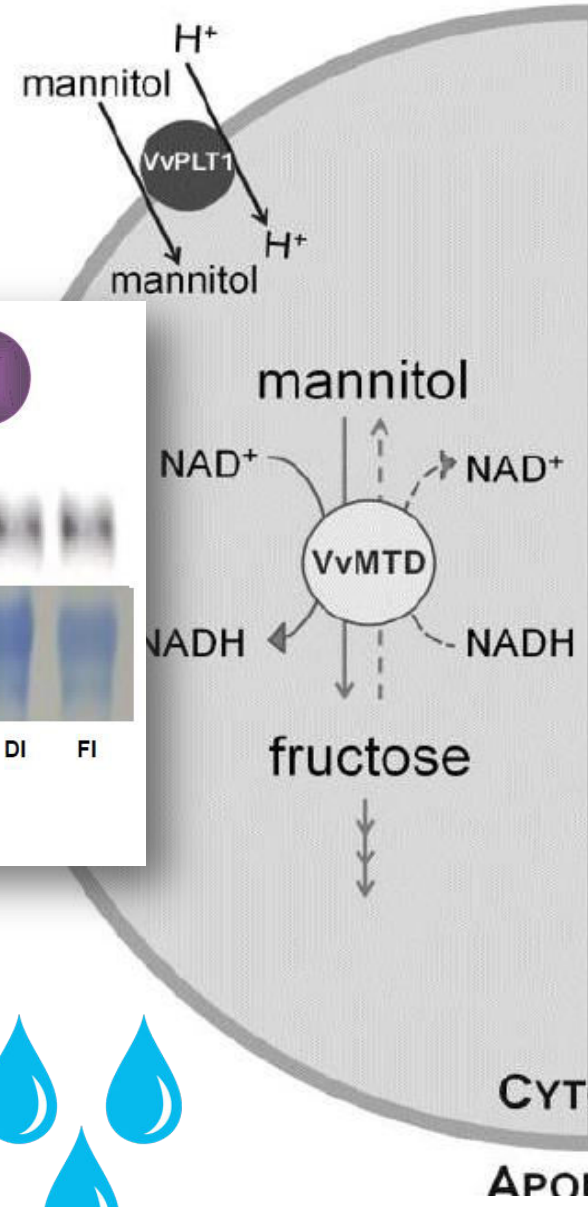 H⁺
mannitol
VvPLT1
H⁺
mannitol
mannitol
NAD⁺
NAD⁺
VvMTD
NADH
NADH
DI FI
fructose
CYT
APO